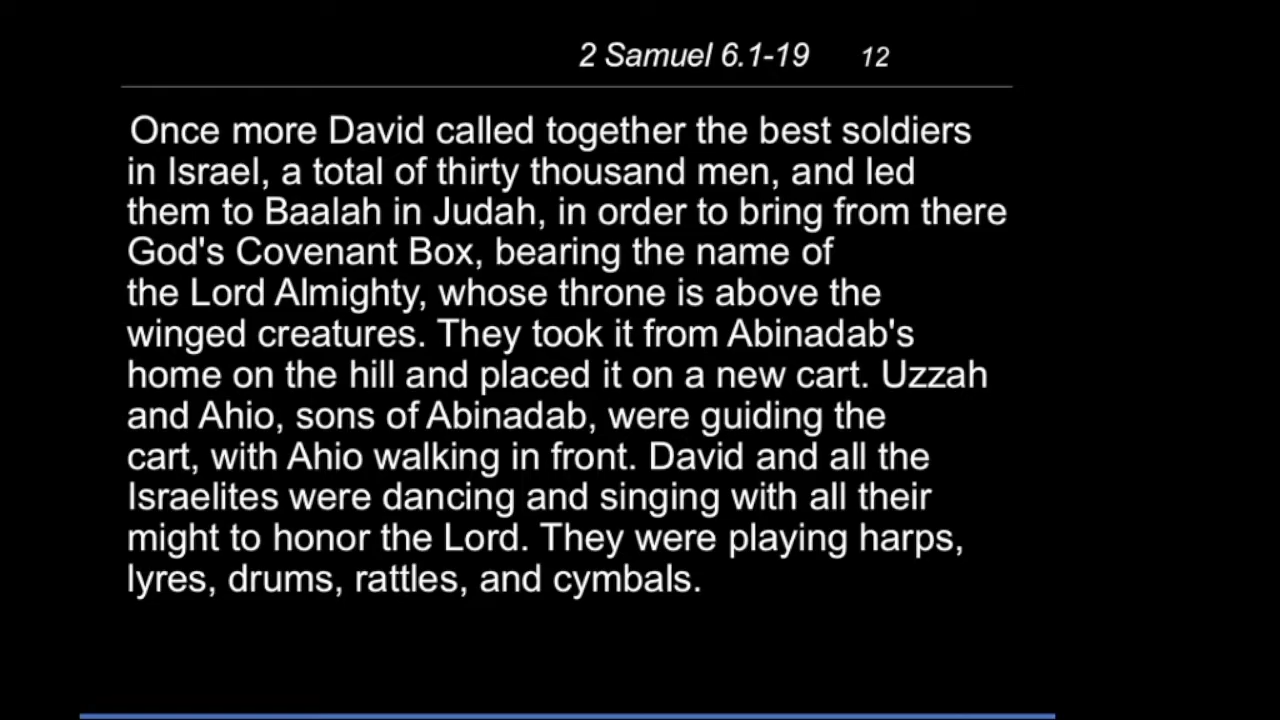 2 Samuel 6.1-19 12
Once more David called together the best soldiers
in Israel, a total of thirty thousand men, and led
them to Baalah in Judah, in order to bring from there
God's Covenant Box, bearing the name of
the Lord Almighty, whose throne is above the
winged creatures. They took it from Abinadab's
home on the hill and placed it on a new cart. Uzzah
and Ahio, sons of Abinadab, were guiding the
cart, with Ahio walking in front. David and all the
Israelites were dancing and singing with all their
might to honor the Lord. They were playing harps,
lyres, drums, rattles, and cymbals.